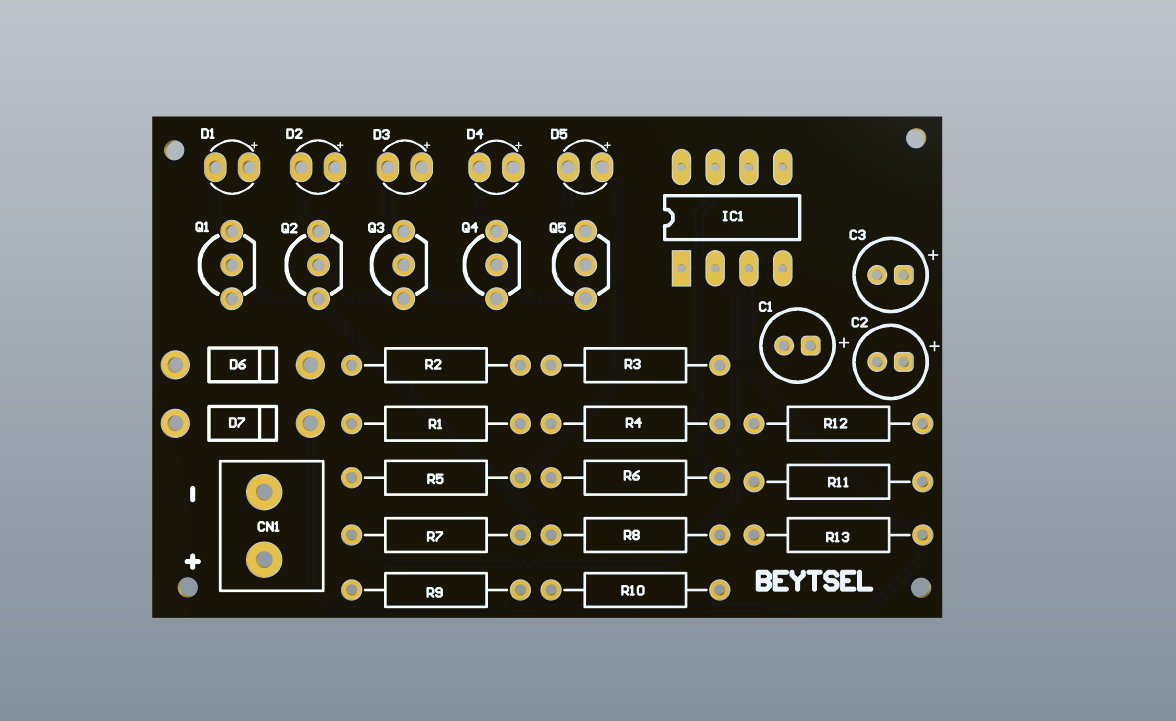 D1 D2 D3 D4 D5
+ + + + +
IC1
Q1 Q2 Q3 Q4 Q5
C3
+
C1
+
C2
+
D6 R2 R3
D7 R1 R4 R12
R5 R6 R11
-
CN1
R7 R8 R13
+
R9 R10
BEYTSEL